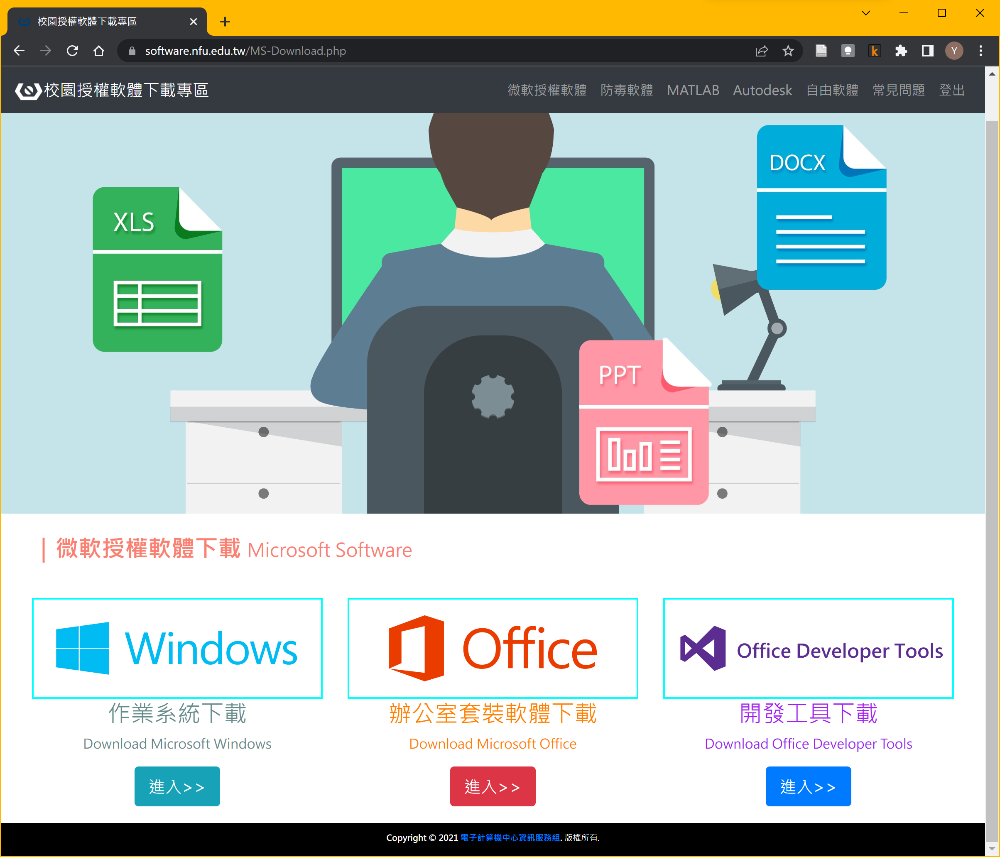 校園授權軟體下載專區
software.nfu.edu.tw/MS-Download.php
k
Y
校園授權軟體下載專區
微軟授權軟體 防毒軟體 MATLAB Autodesk 自由軟體 常見問題 登出
DOCX
XLS
PPT
微軟授權軟體下載 Microsoft Software
Windows
Office
Office Developer Tools
作業系統下載
辦公室套裝軟體下載
開發工具下載
Download Microsoft Windows
Download Microsoft Office
Download Office Developer Tools
進入>>
進入>>
進入>>
Copyright © 2021 電子計算機中心資訊服務組. 版權所有.